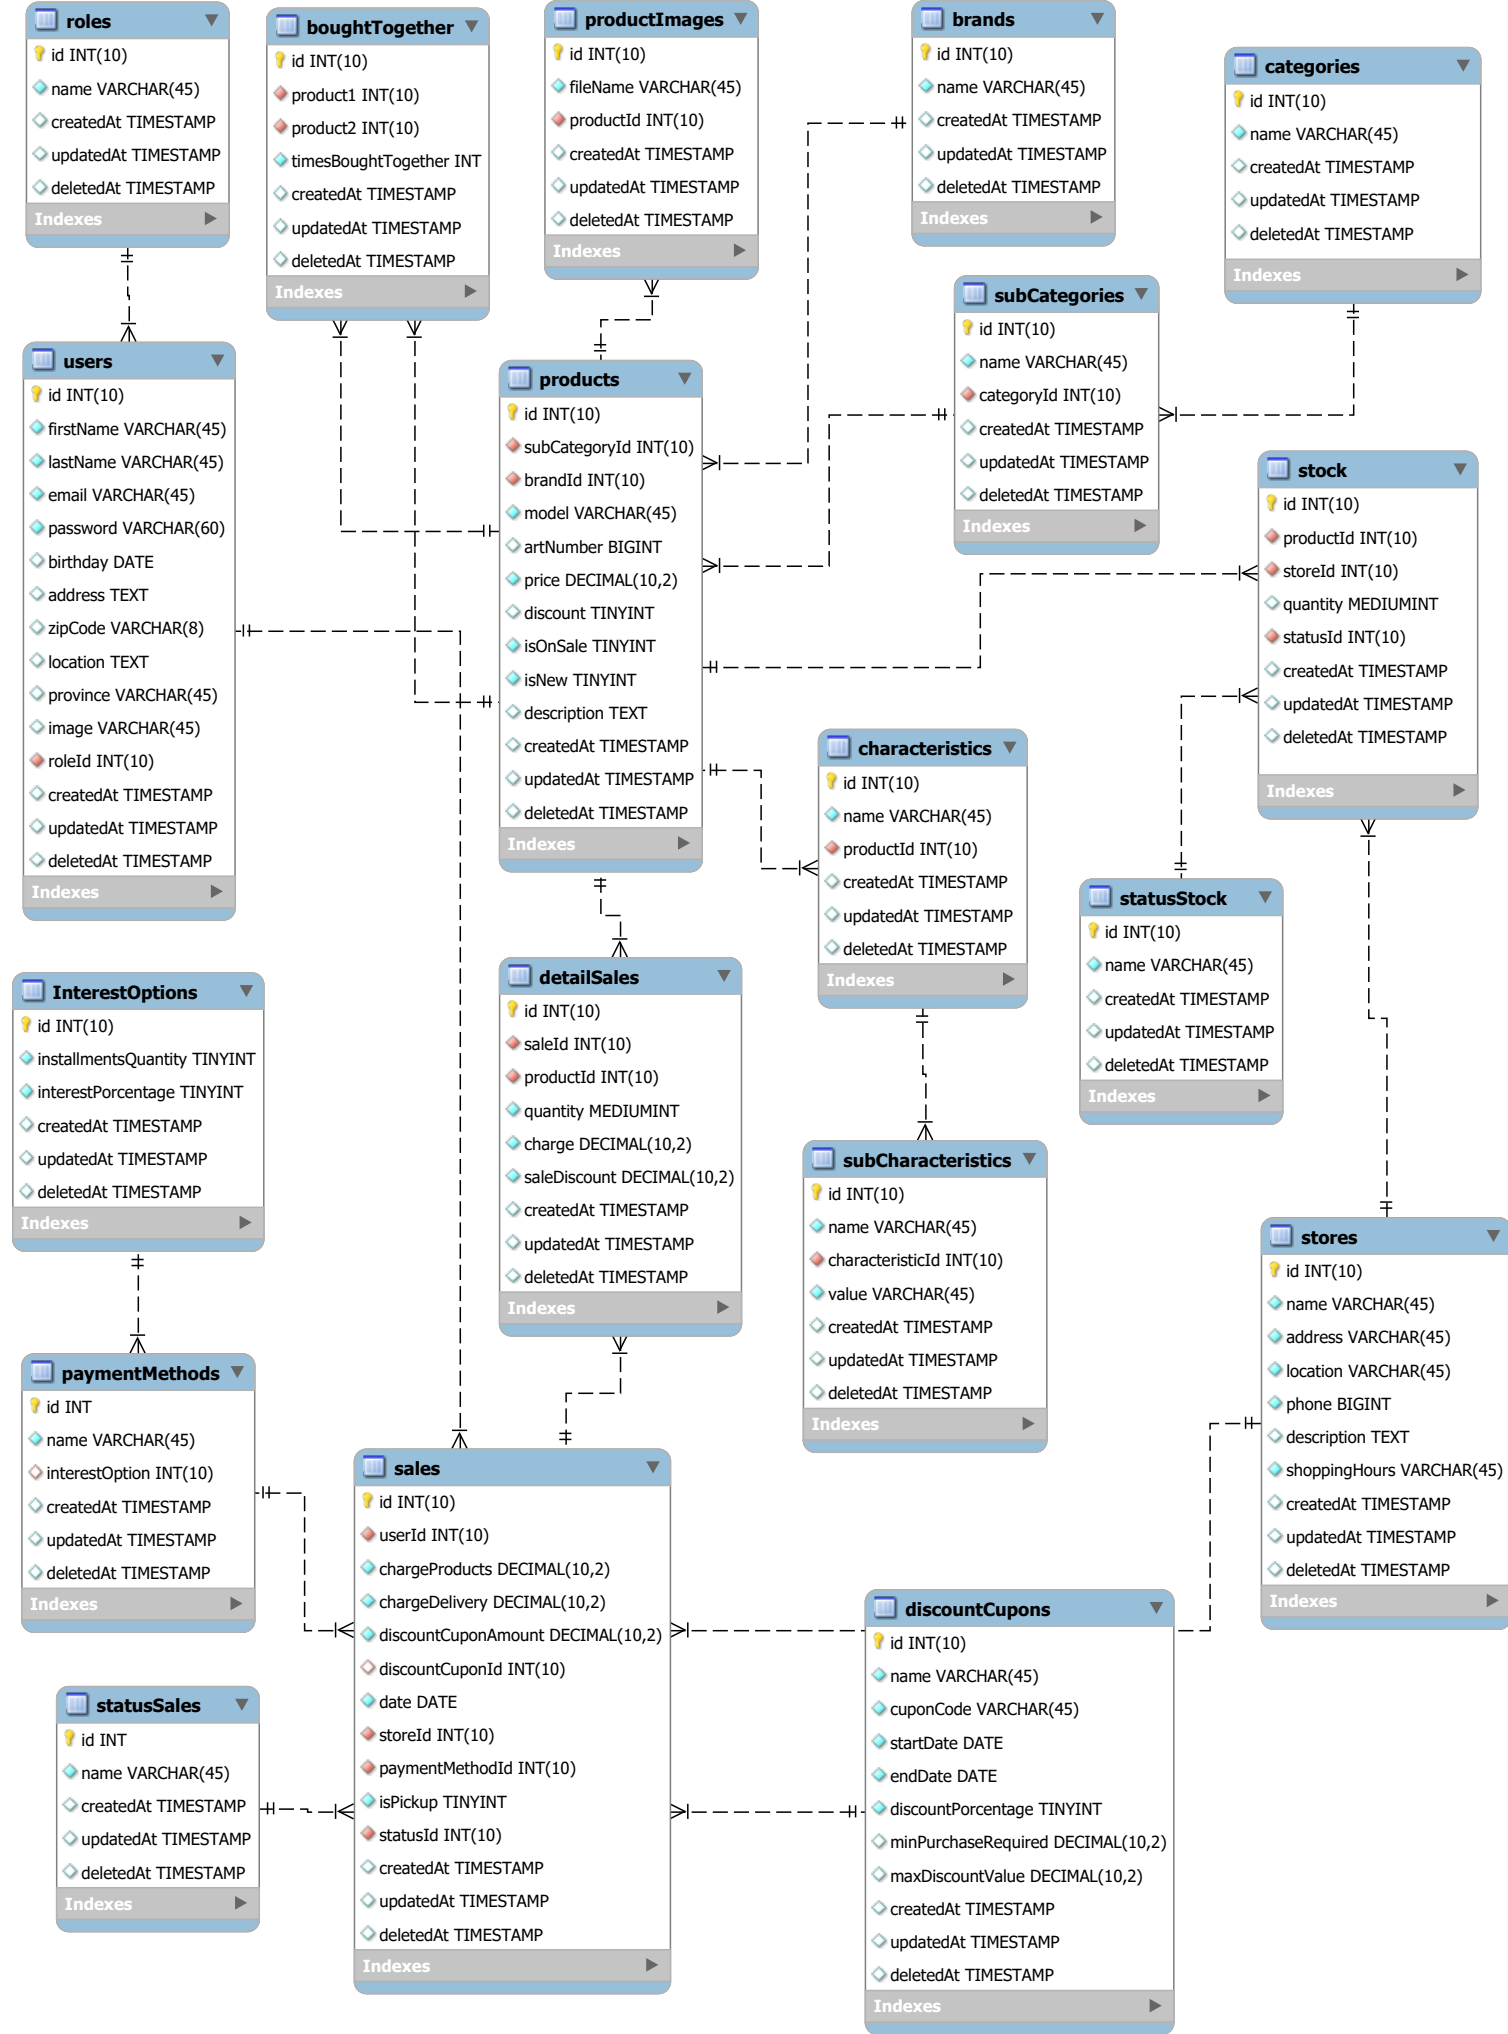 roles
id INT(10)
name VARCHAR(45)
createdAt TIMESTAMP
updatedAt TIMESTAMP
deletedAt TIMESTAMP
Indexes
boughtTogether
id INT(10)
product1 INT(10)
product2 INT(10)
timesBoughtTogether INT
createdAt TIMESTAMP
updatedAt TIMESTAMP
deletedAt TIMESTAMP
Indexes
productImages
id INT(10)
fileName VARCHAR(45)
productId INT(10)
createdAt TIMESTAMP
updatedAt TIMESTAMP
deletedAt TIMESTAMP
Indexes
brands
id INT(10)
name VARCHAR(45)
createdAt TIMESTAMP
updatedAt TIMESTAMP
deletedAt TIMESTAMP
Indexes
categories
id INT(10)
name VARCHAR(45)
createdAt TIMESTAMP
updatedAt TIMESTAMP
deletedAt TIMESTAMP
Indexes
subCategories
id INT(10)
name VARCHAR(45)
categoryId INT(10)
createdAt TIMESTAMP
updatedAt TIMESTAMP
deletedAt TIMESTAMP
Indexes
users
id INT(10)
firstName VARCHAR(45)
lastName VARCHAR(45)
email VARCHAR(45)
password VARCHAR(60)
birthday DATE
address TEXT
zipCode VARCHAR(8)
location TEXT
province VARCHAR(45)
image VARCHAR(45)
roleId INT(10)
createdAt TIMESTAMP
updatedAt TIMESTAMP
deletedAt TIMESTAMP
Indexes
products
id INT(10)
subCategoryId INT(10)
brandId INT(10)
model VARCHAR(45)
artNumber BIGINT
price DECIMAL(10,2)
discount TINYINT
isOnSale TINYINT
isNew TINYINT
description TEXT
createdAt TIMESTAMP
updatedAt TIMESTAMP
deletedAt TIMESTAMP
Indexes
stock
id INT(10)
productId INT(10)
storeId INT(10)
quantity MEDIUMINT
statusId INT(10)
createdAt TIMESTAMP
updatedAt TIMESTAMP
deletedAt TIMESTAMP
Indexes
characteristics
id INT(10)
name VARCHAR(45)
productId INT(10)
createdAt TIMESTAMP
updatedAt TIMESTAMP
deletedAt TIMESTAMP
Indexes
statusStock
id INT(10)
name VARCHAR(45)
createdAt TIMESTAMP
updatedAt TIMESTAMP
deletedAt TIMESTAMP
Indexes
InterestOptions
id INT(10)
installmentsQuantity TINYINT
interestPorcentage TINYINT
createdAt TIMESTAMP
updatedAt TIMESTAMP
deletedAt TIMESTAMP
Indexes
detailSales
id INT(10)
saleId INT(10)
productId INT(10)
quantity MEDIUMINT
charge DECIMAL(10,2)
saleDiscount DECIMAL(10,2)
createdAt TIMESTAMP
updatedAt TIMESTAMP
deletedAt TIMESTAMP
Indexes
subCharacteristics
id INT(10)
name VARCHAR(45)
characteristicId INT(10)
value VARCHAR(45)
createdAt TIMESTAMP
updatedAt TIMESTAMP
deletedAt TIMESTAMP
Indexes
stores
id INT(10)
name VARCHAR(45)
address VARCHAR(45)
location VARCHAR(45)
phone BIGINT
description TEXT
shoppingHours VARCHAR(45)
createdAt TIMESTAMP
updatedAt TIMESTAMP
deletedAt TIMESTAMP
Indexes
paymentMethods
id INT
name VARCHAR(45)
interestOption INT(10)
createdAt TIMESTAMP
updatedAt TIMESTAMP
deletedAt TIMESTAMP
Indexes
sales
id INT(10)
userId INT(10)
chargeProducts DECIMAL(10,2)
chargeDelivery DECIMAL(10,2)
discountCuponAmount DECIMAL(10,2)
discountCuponId INT(10)
date DATE
storeId INT(10)
paymentMethodId INT(10)
isPickup TINYINT
statusId INT(10)
createdAt TIMESTAMP
updatedAt TIMESTAMP
deletedAt TIMESTAMP
Indexes
discountCupons
id INT(10)
name VARCHAR(45)
cuponCode VARCHAR(45)
startDate DATE
endDate DATE
discountPorcentage TINYINT
minPurchaseRequired DECIMAL(10,2)
maxDiscountValue DECIMAL(10,2)
createdAt TIMESTAMP
updatedAt TIMESTAMP
deletedAt TIMESTAMP
Indexes
statusSales
id INT
name VARCHAR(45)
createdAt TIMESTAMP
updatedAt TIMESTAMP
deletedAt TIMESTAMP
Indexes